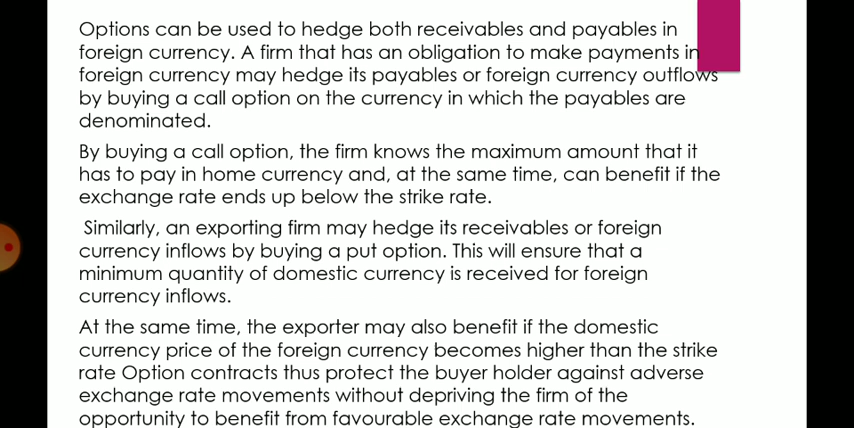 Options can be used to hedge both receivables and payables in
foreign currency. A firm that has an obligation to make payments in
foreign currency may hedge its payables or foreign currency outflows
by buying a call option on the currency in which the payables are
denominated.
By buying a call option, the firm knows the maximum amount that it
has to pay in home currency and, at the same time, can benefit if the
exchange rate ends up below the strike rate.
Similarly, an exporting firm may hedge its receivables or foreign
currency inflows by buying a put option. This will ensure that a
minimum quantity of domestic currency is received for foreign
currency inflows.
At the same time, the exporter may also benefit if the domestic
currency price of the foreign currency becomes higher than the strike
rate Option contracts thus protect the buyer holder against adverse
exchange rate movements without depriving the firm of the
opportunity to benefit from favourable exchange rate movements.